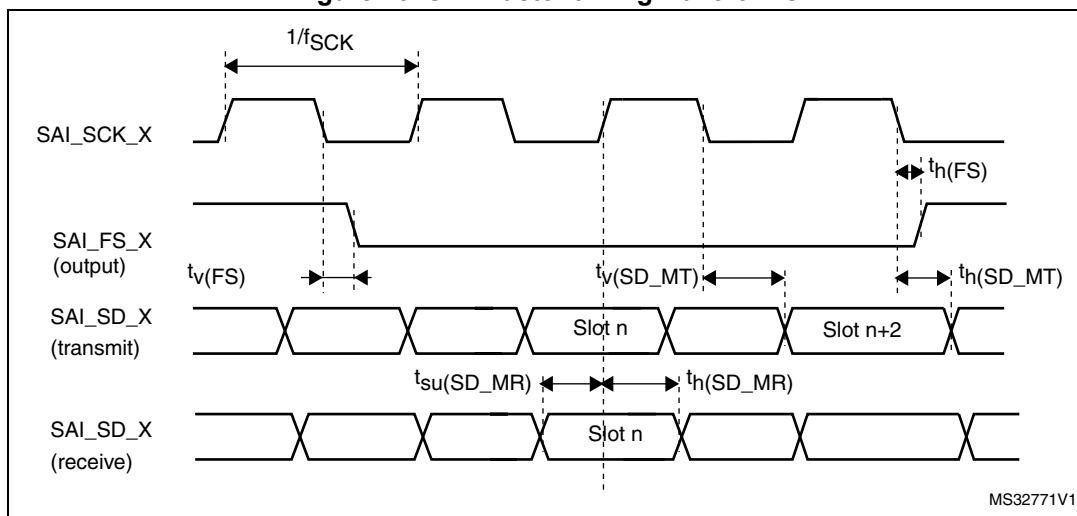 1/fSCK
SAI_SCK_X
th(FS)
SAI_FS_X
(output)
tv(FS)
tv(SD_MT)
th(SD_MT)
SAI_SD_X
(transmit)
Slot n
Slot n+2
tsu(SD_MR)
th(SD_MR)
SAI_SD_X
(receive)
Slot n
MS32771V1